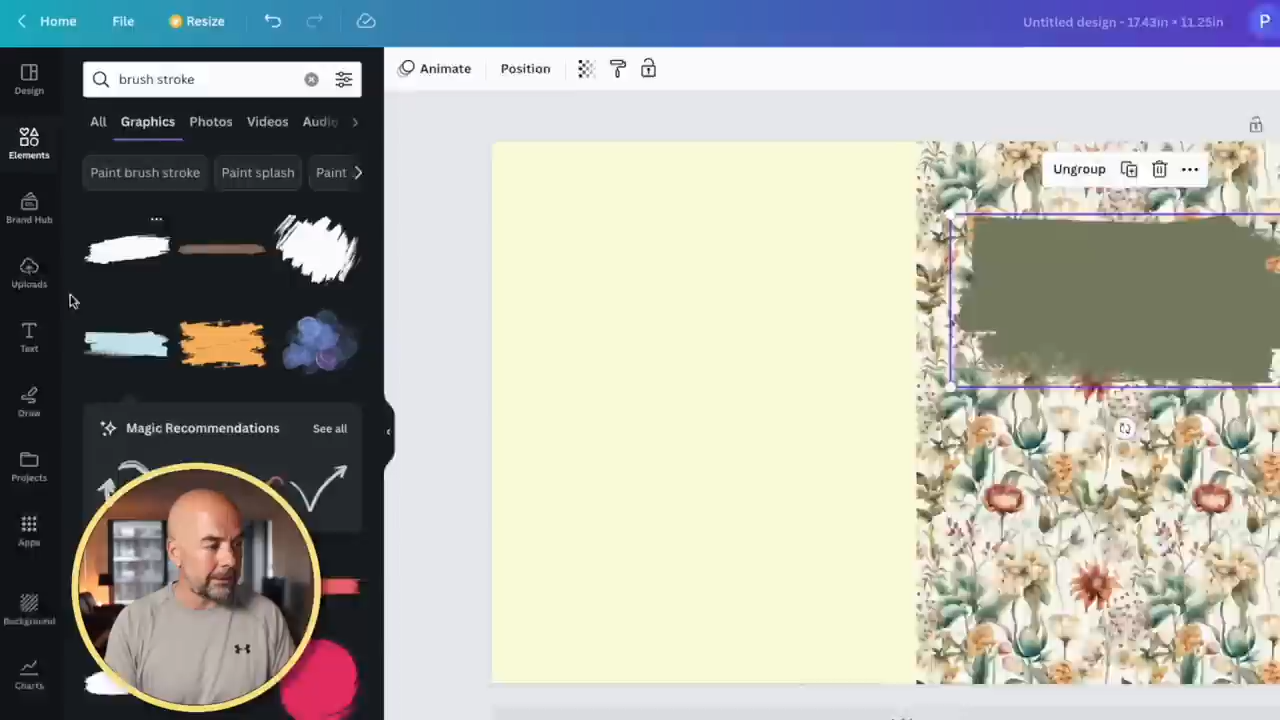 Home File Resize Untitled design - 17.43in × 11.25in P
Design
Elements
Brand Hub
Uploads
Text
Draw
Projects
Apps
Background
Charts
brush stroke
All Graphics Photos Videos Audio
Paint brush stroke Paint splash Paint
Magic Recommendations See all
Animate Position
Ungroup